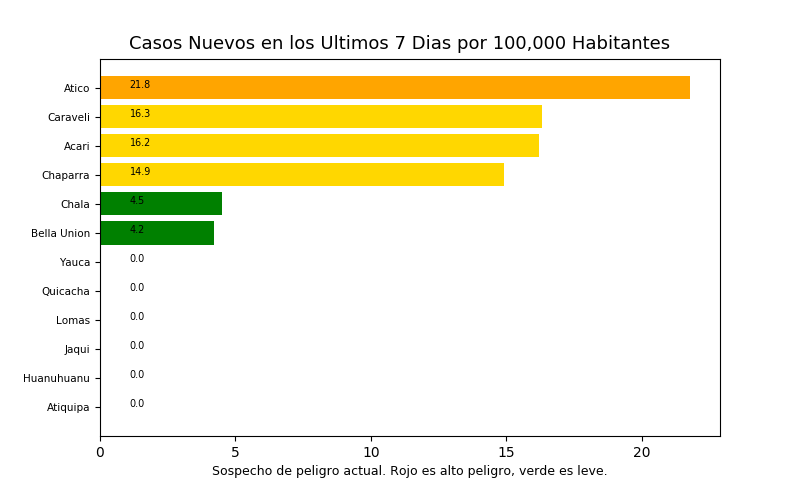 Casos Nuevos en los Ultimos 7 Dias por 100,000 Habitantes
Atico 21.8
Caraveli 16.3
Acari 16.2
Chaparra 14.9
Chala 4.5
Bella Union 4.2
Yauca 0.0
Quicacha 0.0
Lomas 0.0
Jaqui 0.0
Huanuhuanu 0.0
Atiquipa 0.0
0 5 10 15 20
Sospecho de peligro actual. Rojo es alto peligro, verde es leve.